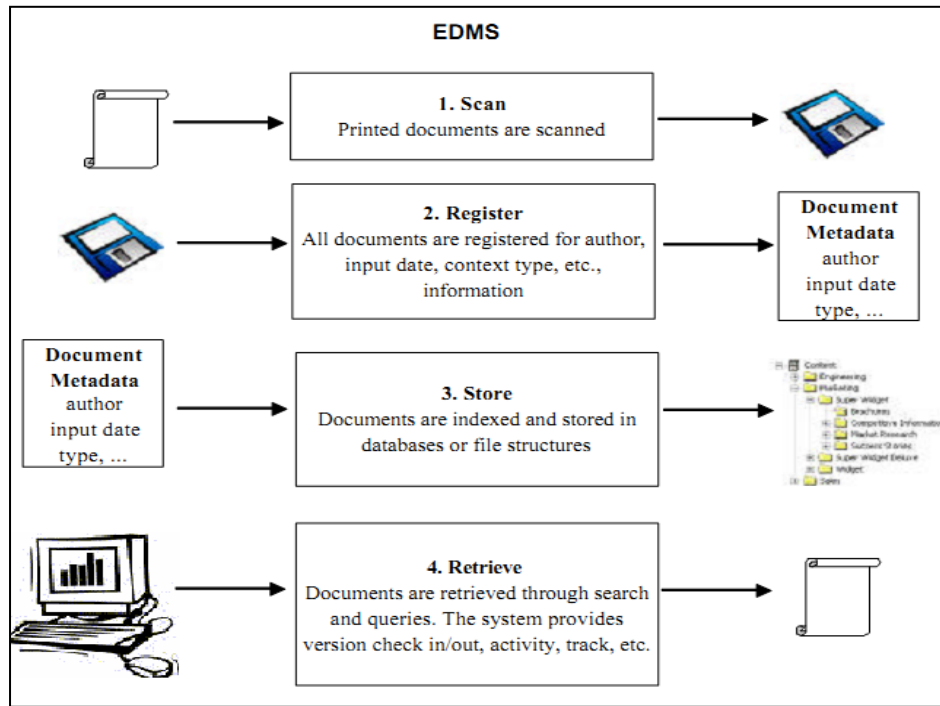 EDMS
1. Scan
Printed documents are scanned
2. Register
All documents are registered for author,
input date, context type, etc.,
information
Document
Metadata
author
input date
type, ...
Document
Metadata
author
input date
type, ...
3. Store
Documents are indexed and stored in
databases or file structures
Content
Engineering
Marketing
Super Widget
Brochures
Competitive Informat
Market Research
Success Stories
Super Widget Deluxe
Widget
Sales
4. Retrieve
Documents are retrieved through search
and queries. The system provides
version check in/out, activity, track, etc.